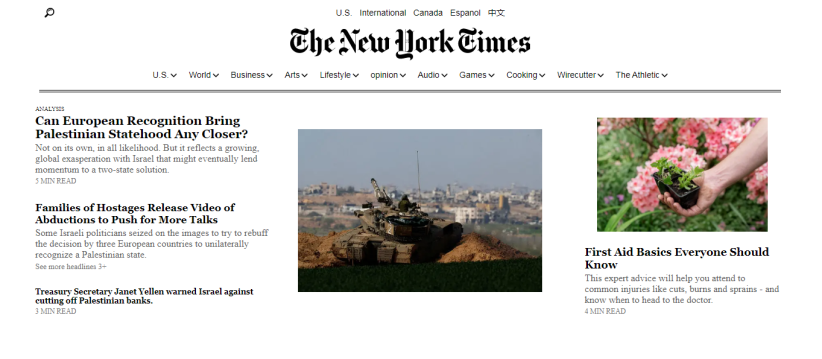 U.S. International Canada Espanol 中文
The New York Times
U.S. World Business Arts Lifestyle opinion Audio Games Cooking Wirecutter The Athletic
ANALYSIS
Can European Recognition Bring
Palestinian Statehood Any Closer?
Not on its own, in all likelihood. But it reflects a growing,
global exasperation with Israel that might eventually lend
momentum to a two-state solution.
5 MIN READ
Families of Hostages Release Video of
Abductions to Push for More Talks
Some Israeli politicians seized on the images to try to rebuff
the decision by three European countries to unilaterally
recognize a Palestinian state.
See more headlines 3+
Treasury Secretary Janet Yellen warned Israel against
cutting off Palestinian banks.
3 MIN READ
First Aid Basics Everyone Should
Know
This expert advice will help you attend to
common injuries like cuts, burns and sprains - and
know when to head to the doctor.
4 MIN READ